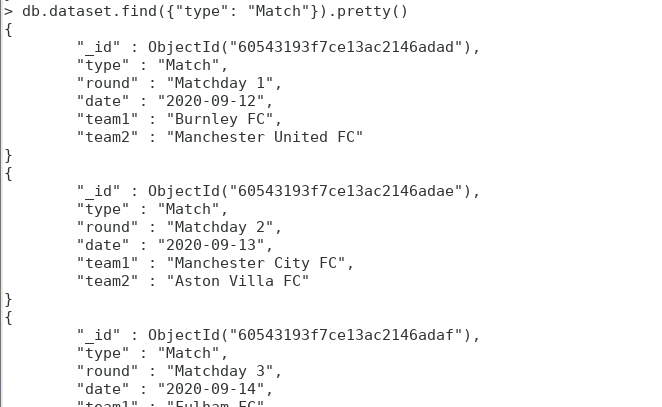 > db.dataset.find({"type": "Match"}).pretty()
{
"_id" : ObjectId("60543193f7ce13ac2146adad"),
"type" : "Match",
"round" : "Matchday 1",
"date" : "2020-09-12",
"team1" : "Burnley FC",
"team2" : "Manchester United FC"
}
{
"_id" : ObjectId("60543193f7ce13ac2146adae"),
"type" : "Match",
"round" : "Matchday 2",
"date" : "2020-09-13",
"team1" : "Manchester City FC",
"team2" : "Aston Villa FC"
}
{
"_id" : ObjectId("60543193f7ce13ac2146adaf"),
"type" : "Match",
"round" : "Matchday 3",
"date" : "2020-09-14",
"team1" : "Fulham FC"